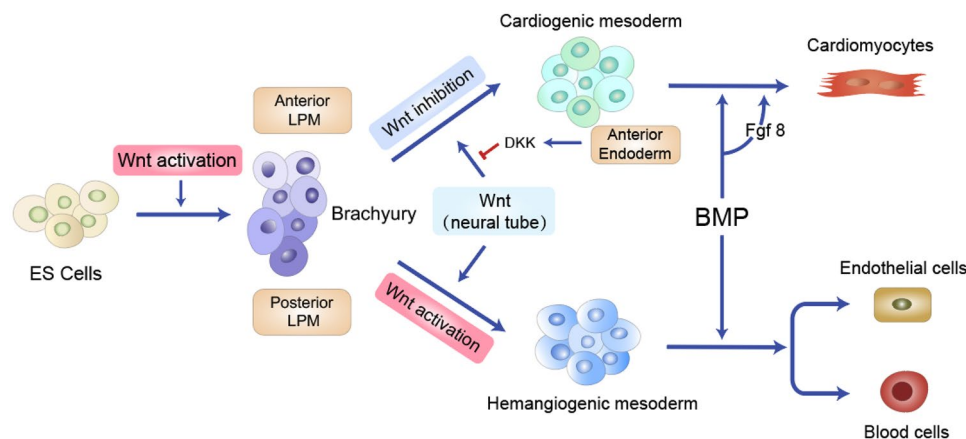 Cardiogenic mesoderm
Cardiomyocytes
Anterior
LPM
Wnt inhibition
Fgf 8
DKK
Anterior
Endoderm
Wnt activation
Brachyury
Wnt
(neural tube)
BMP
ES Cells
Posterior
LPM
Wnt activation
Endothelial cells
Hemangiogenic mesoderm
Blood cells